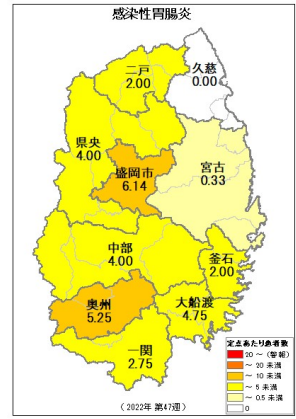 感染性胃腸炎
二戸
2.00
久慈
0.00
県央
4.00
盛岡市
6.14
宮古
0.33
中部
4.00
釜石
2.00
奥州
5.25
大船渡
4.75
一関
2.75
定点あたり患者数
20 ～ (警報)
～ 20 未満
～ 10 未満
～ 5 未満
～ 0.5 未満
0
（2022年 第47週）